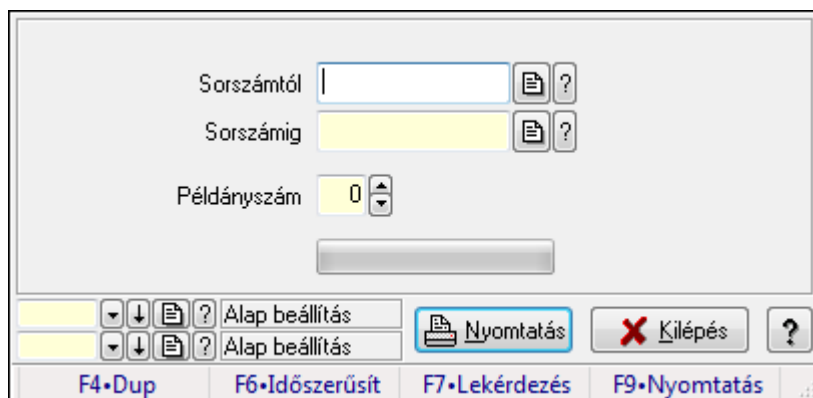 Sorszámtól ?
Sorszámig ?
Példányszám 0
? Alap beállítás
? Alap beállítás
Nyomtatás Kilépés ?
F4•Dup F6•Időszerűsít F7•Lekérdezés F9•Nyomtatás